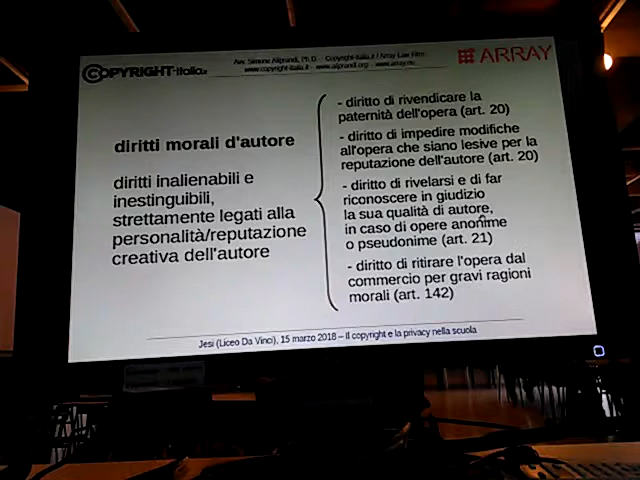 COPYRIGHT-Italia.it
Avv. Simone Aliprandi, Ph.D. - Copyright-Italia.it / Array Law Firm
www.copyright-italia.it - www.aliprandi.org - www.array.eu
ARRAY
diritti morali d'autore
diritti inalienabili e
inestinguibili,
strettamente legati alla
personalità/reputazione
creativa dell'autore
- diritto di rivendicare la
paternità dell'opera (art. 20)
- diritto di impedire modifiche
all'opera che siano lesive per la
reputazione dell'autore (art. 20)
- diritto di rivelarsi e di far
riconoscere in giudizio
la sua qualità di autore,
in caso di opere anonime
o pseudonime (art. 21)
- diritto di ritirare l'opera dal
commercio per gravi ragioni
morali (art. 142)
Jesi (Liceo Da Vinci), 15 marzo 2018 – Il copyright e la privacy nella scuola